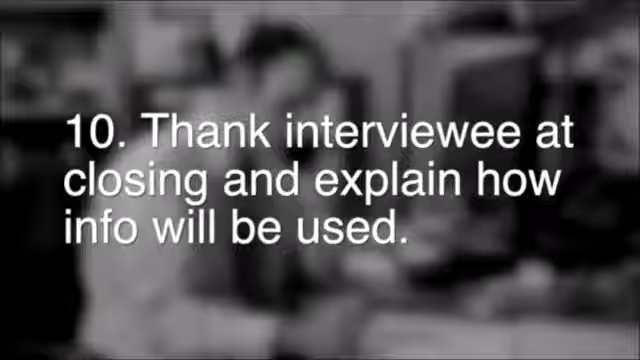 10. Thank interviewee at
closing and explain how
info will be used.